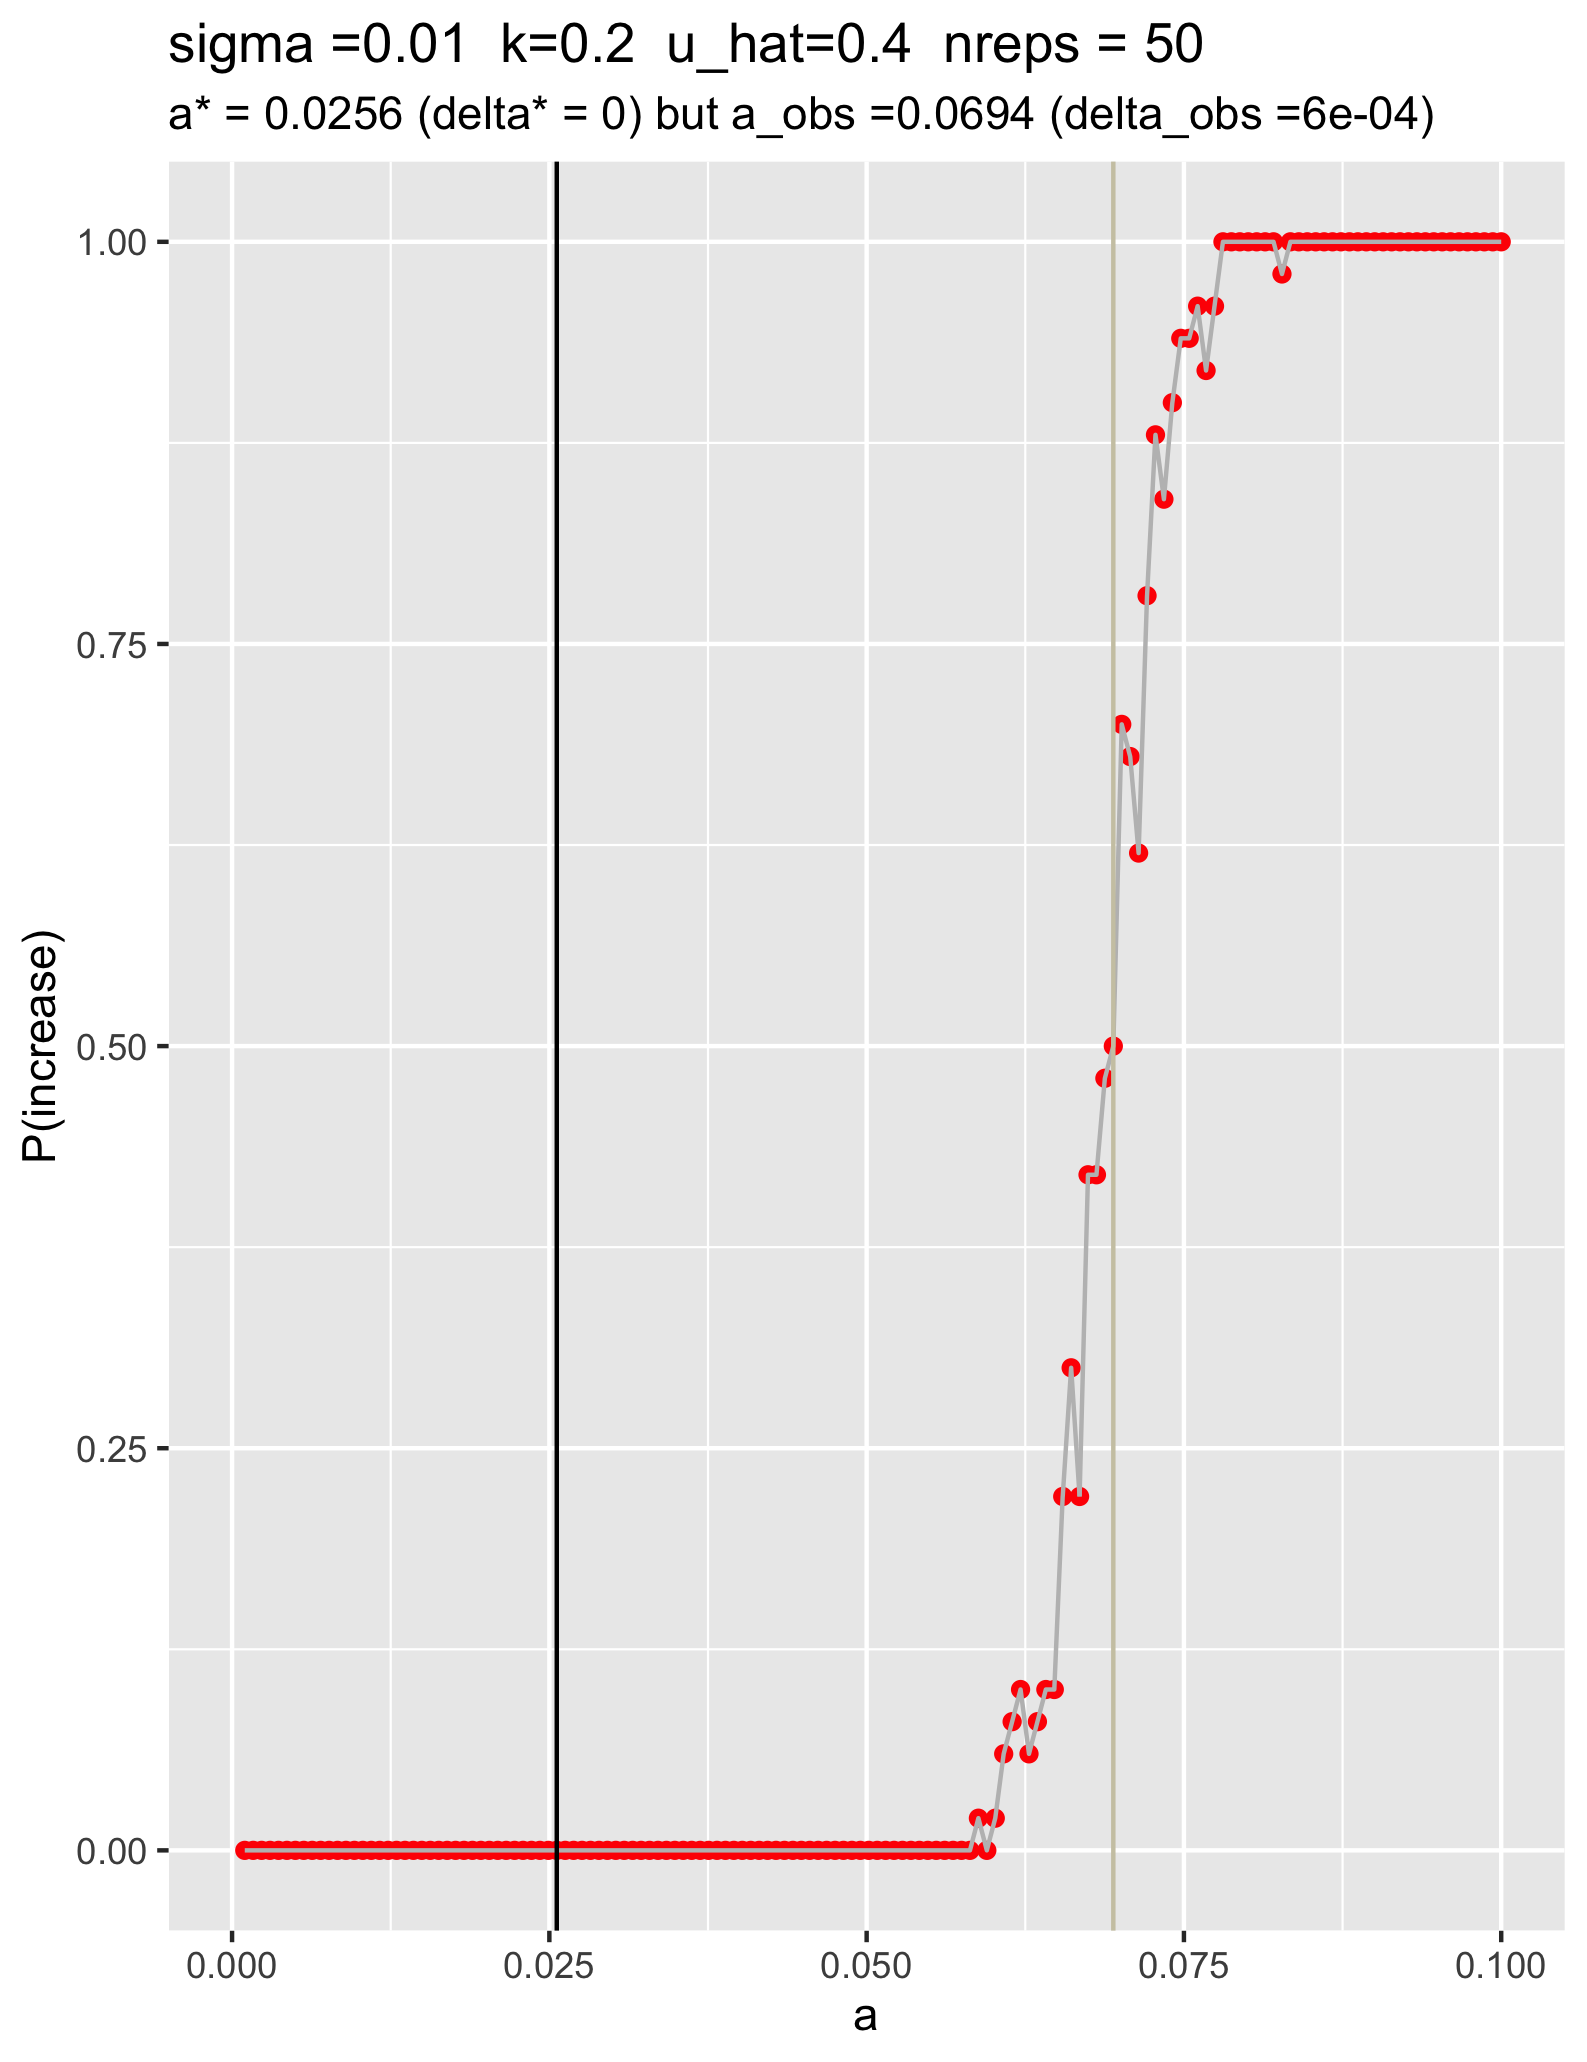 sigma =0.01  k=0.2  u_hat=0.4  nreps = 50
a* = 0.0256 (delta* = 0) but a_obs =0.0694 (delta_obs =6e-04)
1.00
0.75
0.50
0.25
0.00
P(increase)
0.000
0.025
0.050
0.075
0.100
a